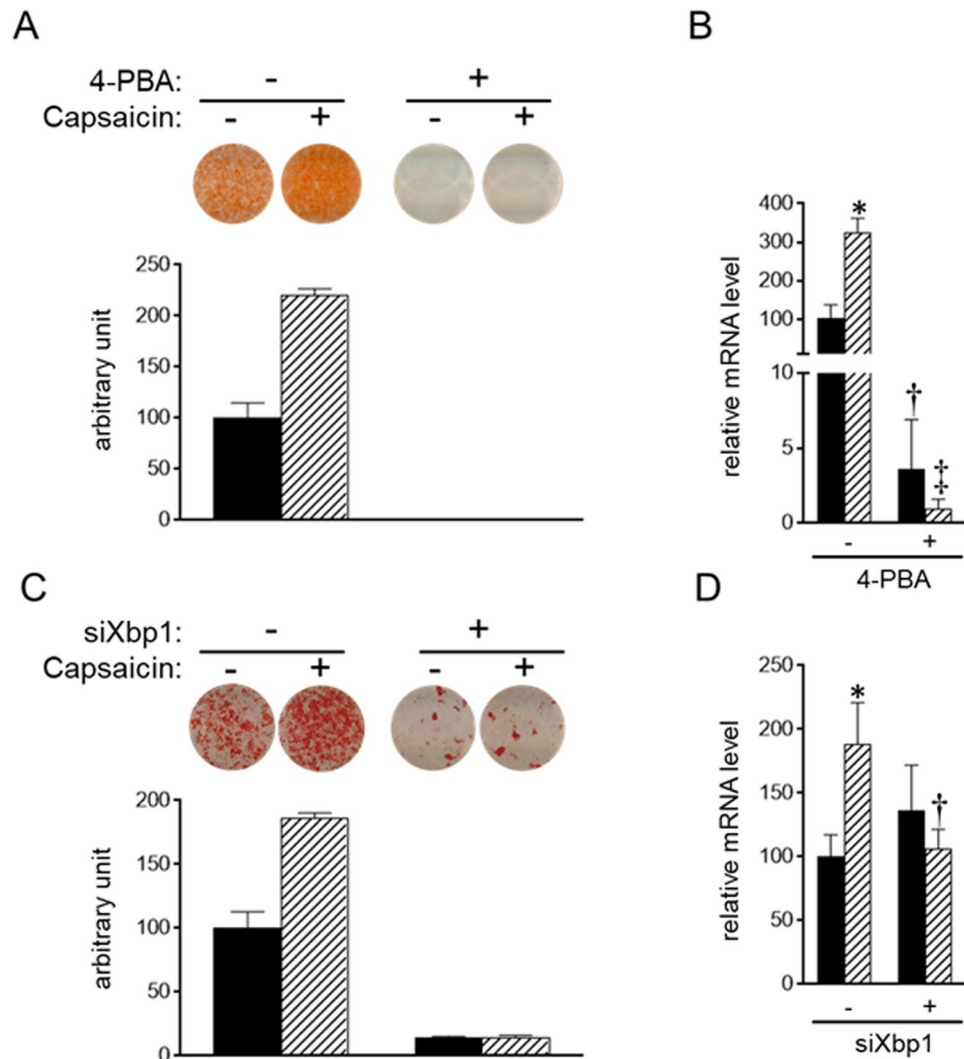 A
4-PBA: - +
Capsaicin: - + - +
arbitrary unit
250
200
150
100
50
0
B
relative mRNA level
400
300
200
100
10
5
0
*
†
‡
- +
4-PBA
C
siXbp1: - +
Capsaicin: - + - +
arbitrary unit
200
150
100
50
0
D
relative mRNA level
250
200
150
100
50
0
*
†
- +
siXbp1